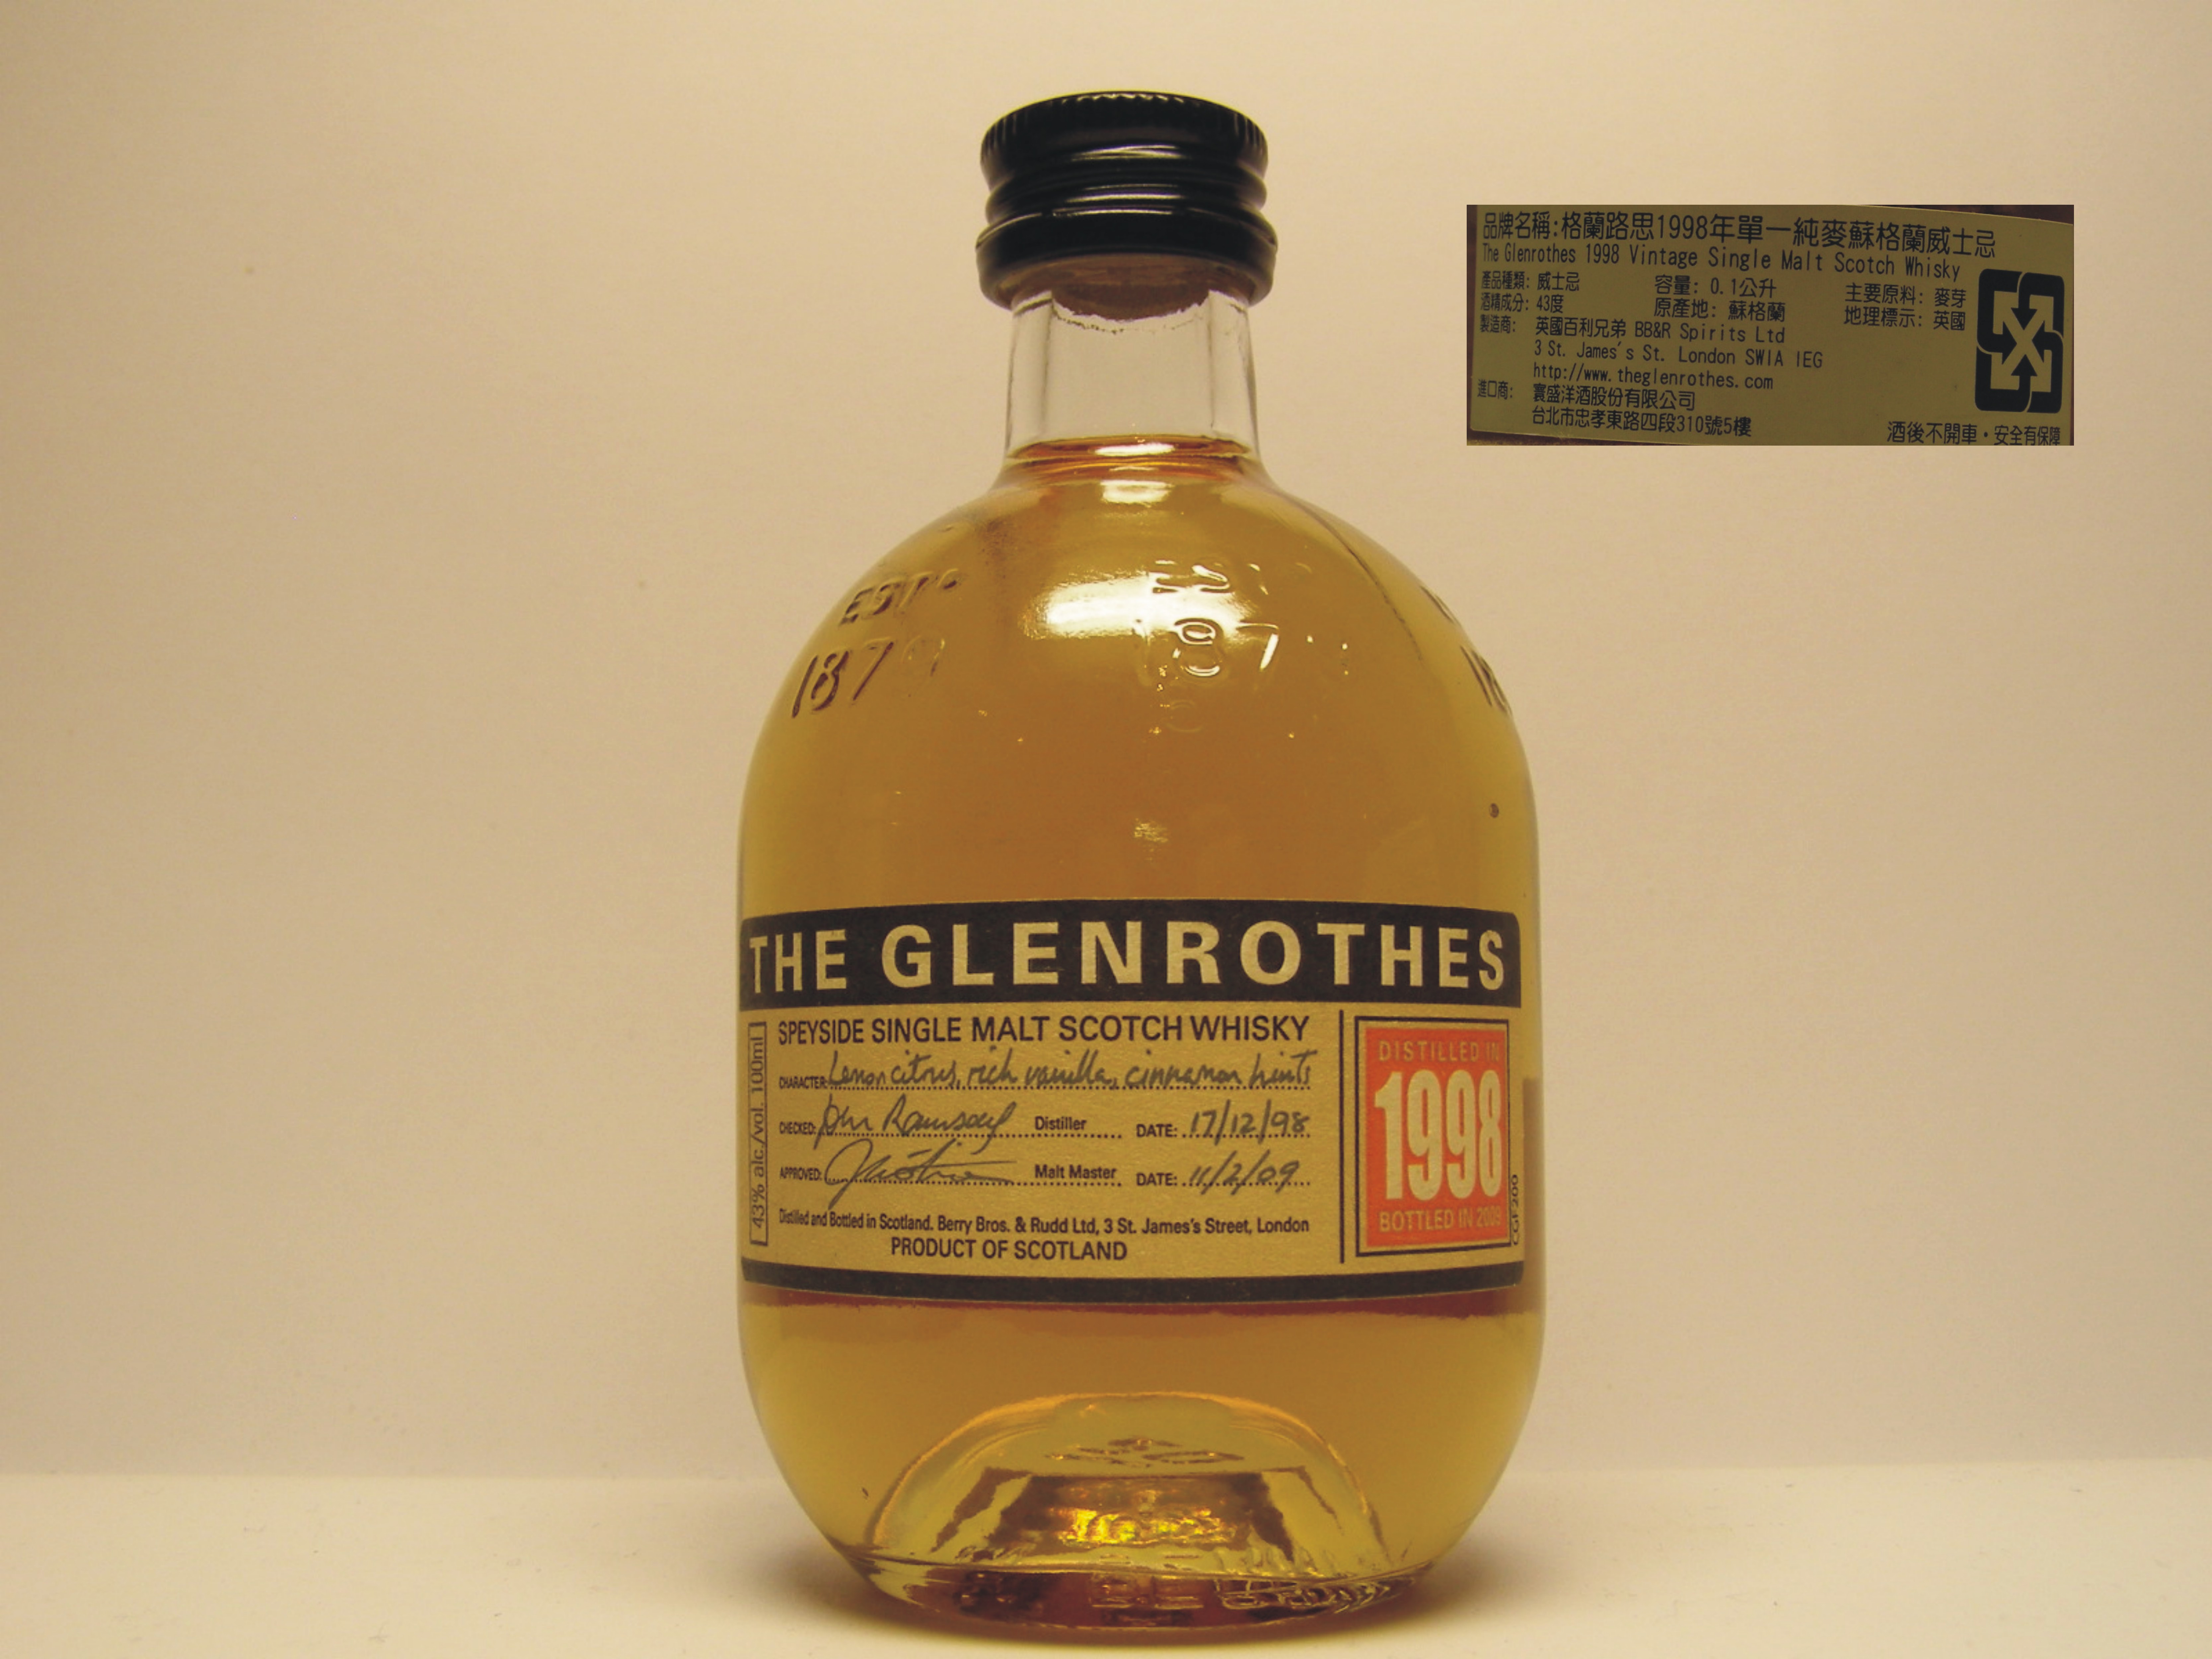 品牌名稱:格蘭路思1998年單一純麥蘇格蘭威士忌
The Glenrothes 1998 Vintage Single Malt Scotch Whisky
產品種類: 威士忌 容量: 0.1公升 主要原料: 麥芽
酒精成分: 43度 原產地: 蘇格蘭 地理標示: 英國
製造商: 英國百利兄弟 BB&R Spirits Ltd
3 St. James's St. London SW1A 1EG
http://www.theglenrothes.com
進口商: 寰盛洋酒股份有限公司
台北市忠孝東路四段310號5樓
酒後不開車・安全有保障
ESTD
1879
THE GLENROTHES
SPEYSIDE SINGLE MALT SCOTCH WHISKY
CHARACTER: Lemon citrus, rich vanilla, cinnamon hints
CHECKED: John Ramsay Distiller DATE: 17/12/98
APPROVED: Malt Master DATE: 11/2/09
Distilled and Bottled in Scotland. Berry Bros. & Rudd Ltd, 3 St. James's Street, London
PRODUCT OF SCOTLAND
43% alc./vol. 100ml
DISTILLED IN
1998
BOTTLED IN 2009
CGF200